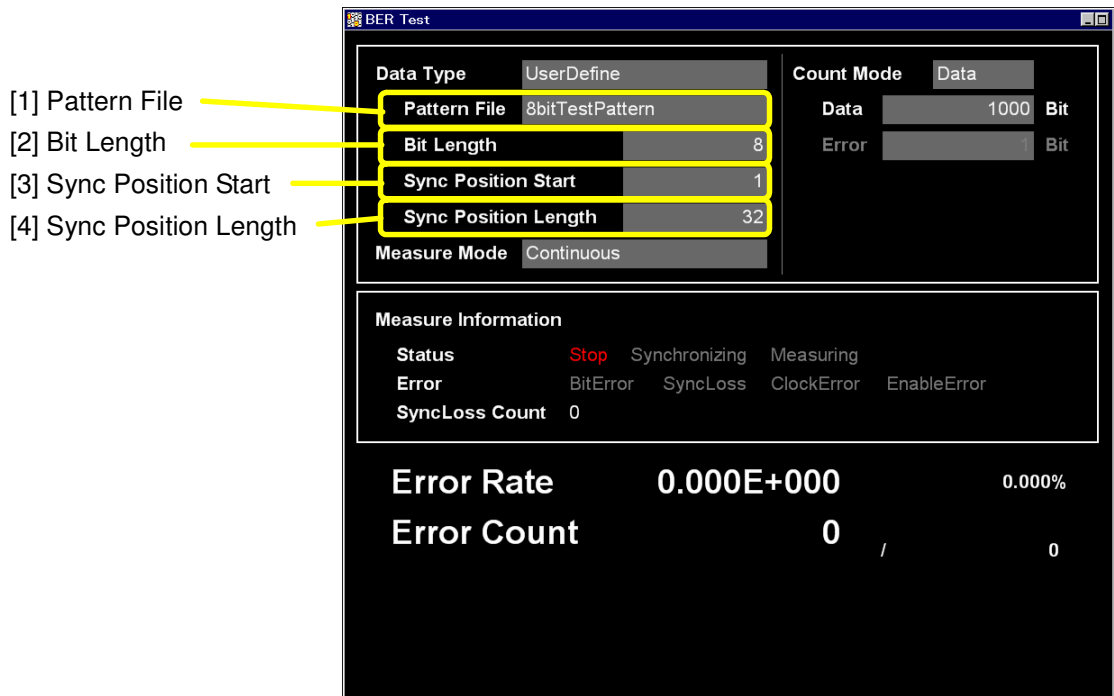 BER Test
[1] Pattern File
[2] Bit Length
[3] Sync Position Start
[4] Sync Position Length
Data Type UserDefine
Pattern File 8bitTestPattern
Bit Length 8
Sync Position Start 1
Sync Position Length 32
Measure Mode Continuous
Count Mode Data
Data 1000 Bit
Error 1 Bit
Measure Information
Status Stop Synchronizing Measuring
Error BitError SyncLoss ClockError EnableError
SyncLoss Count 0
Error Rate 0.000E+000 0.000%
Error Count 0 / 0